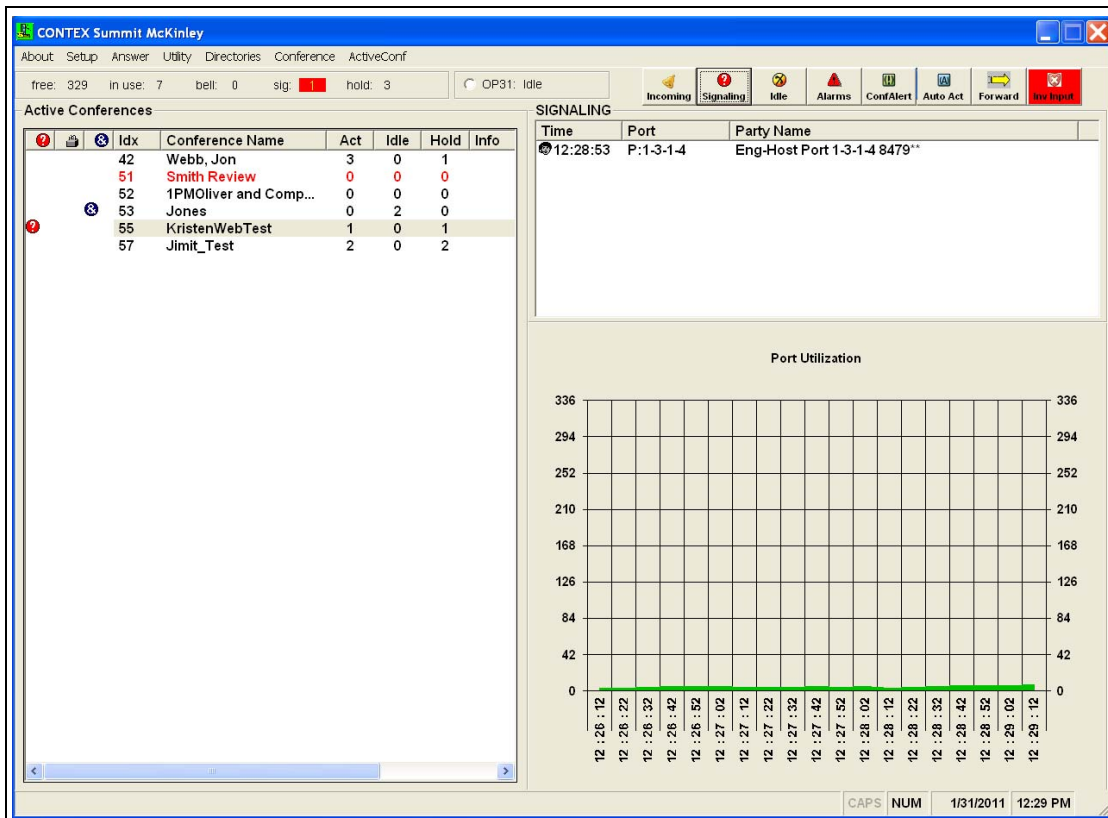 CONTEX Summit McKinley
About Setup Answer Utility Directories Conference ActiveConf
free: 329 in use: 7 bell: 0 sig: 1 hold: 3 OP31: Idle
Incoming Signaling Idle Alarms ConfAlert Auto Act Forward Inv Input
Active Conferences
& Idx Conference Name Act Idle Hold Info
42 Webb, Jon 3 0 1
51 Smith Review 0 0 0
52 1PMOliver and Comp... 0 0 0
& 53 Jones 0 2 0
? 55 KristenWebTest 1 0 1
57 Jimit_Test 2 0 2
SIGNALING
Time Port Party Name
12:28:53 P:1-3-1-4 Eng-Host Port 1-3-1-4 8479**
Port Utilization
336 336
294 294
252 252
210 210
168 168
126 126
84 84
42 42
0 0
12 : 26 : 12
12 : 26 : 22
12 : 26 : 32
12 : 26 : 42
12 : 26 : 52
12 : 27 : 02
12 : 27 : 12
12 : 27 : 22
12 : 27 : 32
12 : 27 : 42
12 : 27 : 52
12 : 28 : 02
12 : 28 : 12
12 : 28 : 22
12 : 28 : 32
12 : 28 : 42
12 : 28 : 52
12 : 29 : 02
12 : 29 : 12
CAPS NUM 1/31/2011 12:29 PM